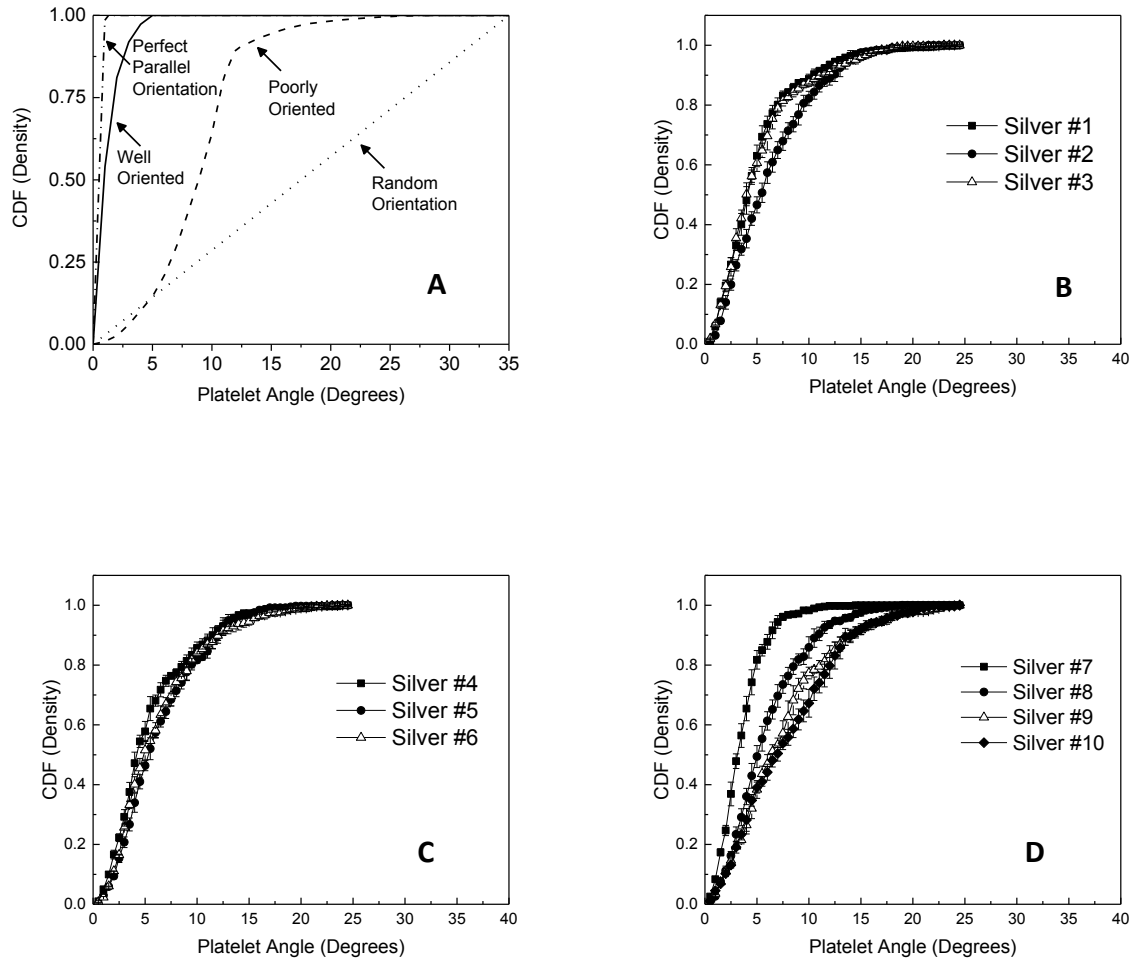 1.00
0.75
0.50
0.25
0.00
CDF (Density)
Perfect
Parallel
Orientation
Well
Oriented
Poorly
Oriented
Random
Orientation
A
0 5 10 15 20 25 30 35
Platelet Angle (Degrees)
1.0
0.8
0.6
0.4
0.2
0.0
CDF (Density)
Silver #1
Silver #2
Silver #3
B
0 5 10 15 20 25 30 35 40
Platelet Angle (Degrees)
1.0
0.8
0.6
0.4
0.2
0.0
CDF (Density)
Silver #4
Silver #5
Silver #6
C
0 5 10 15 20 25 30 35 40
Platelet Angle (Degrees)
1.0
0.8
0.6
0.4
0.2
0.0
CDF (Density)
Silver #7
Silver #8
Silver #9
Silver #10
D
0 5 10 15 20 25 30 35 40
Platelet Angle (Degrees)